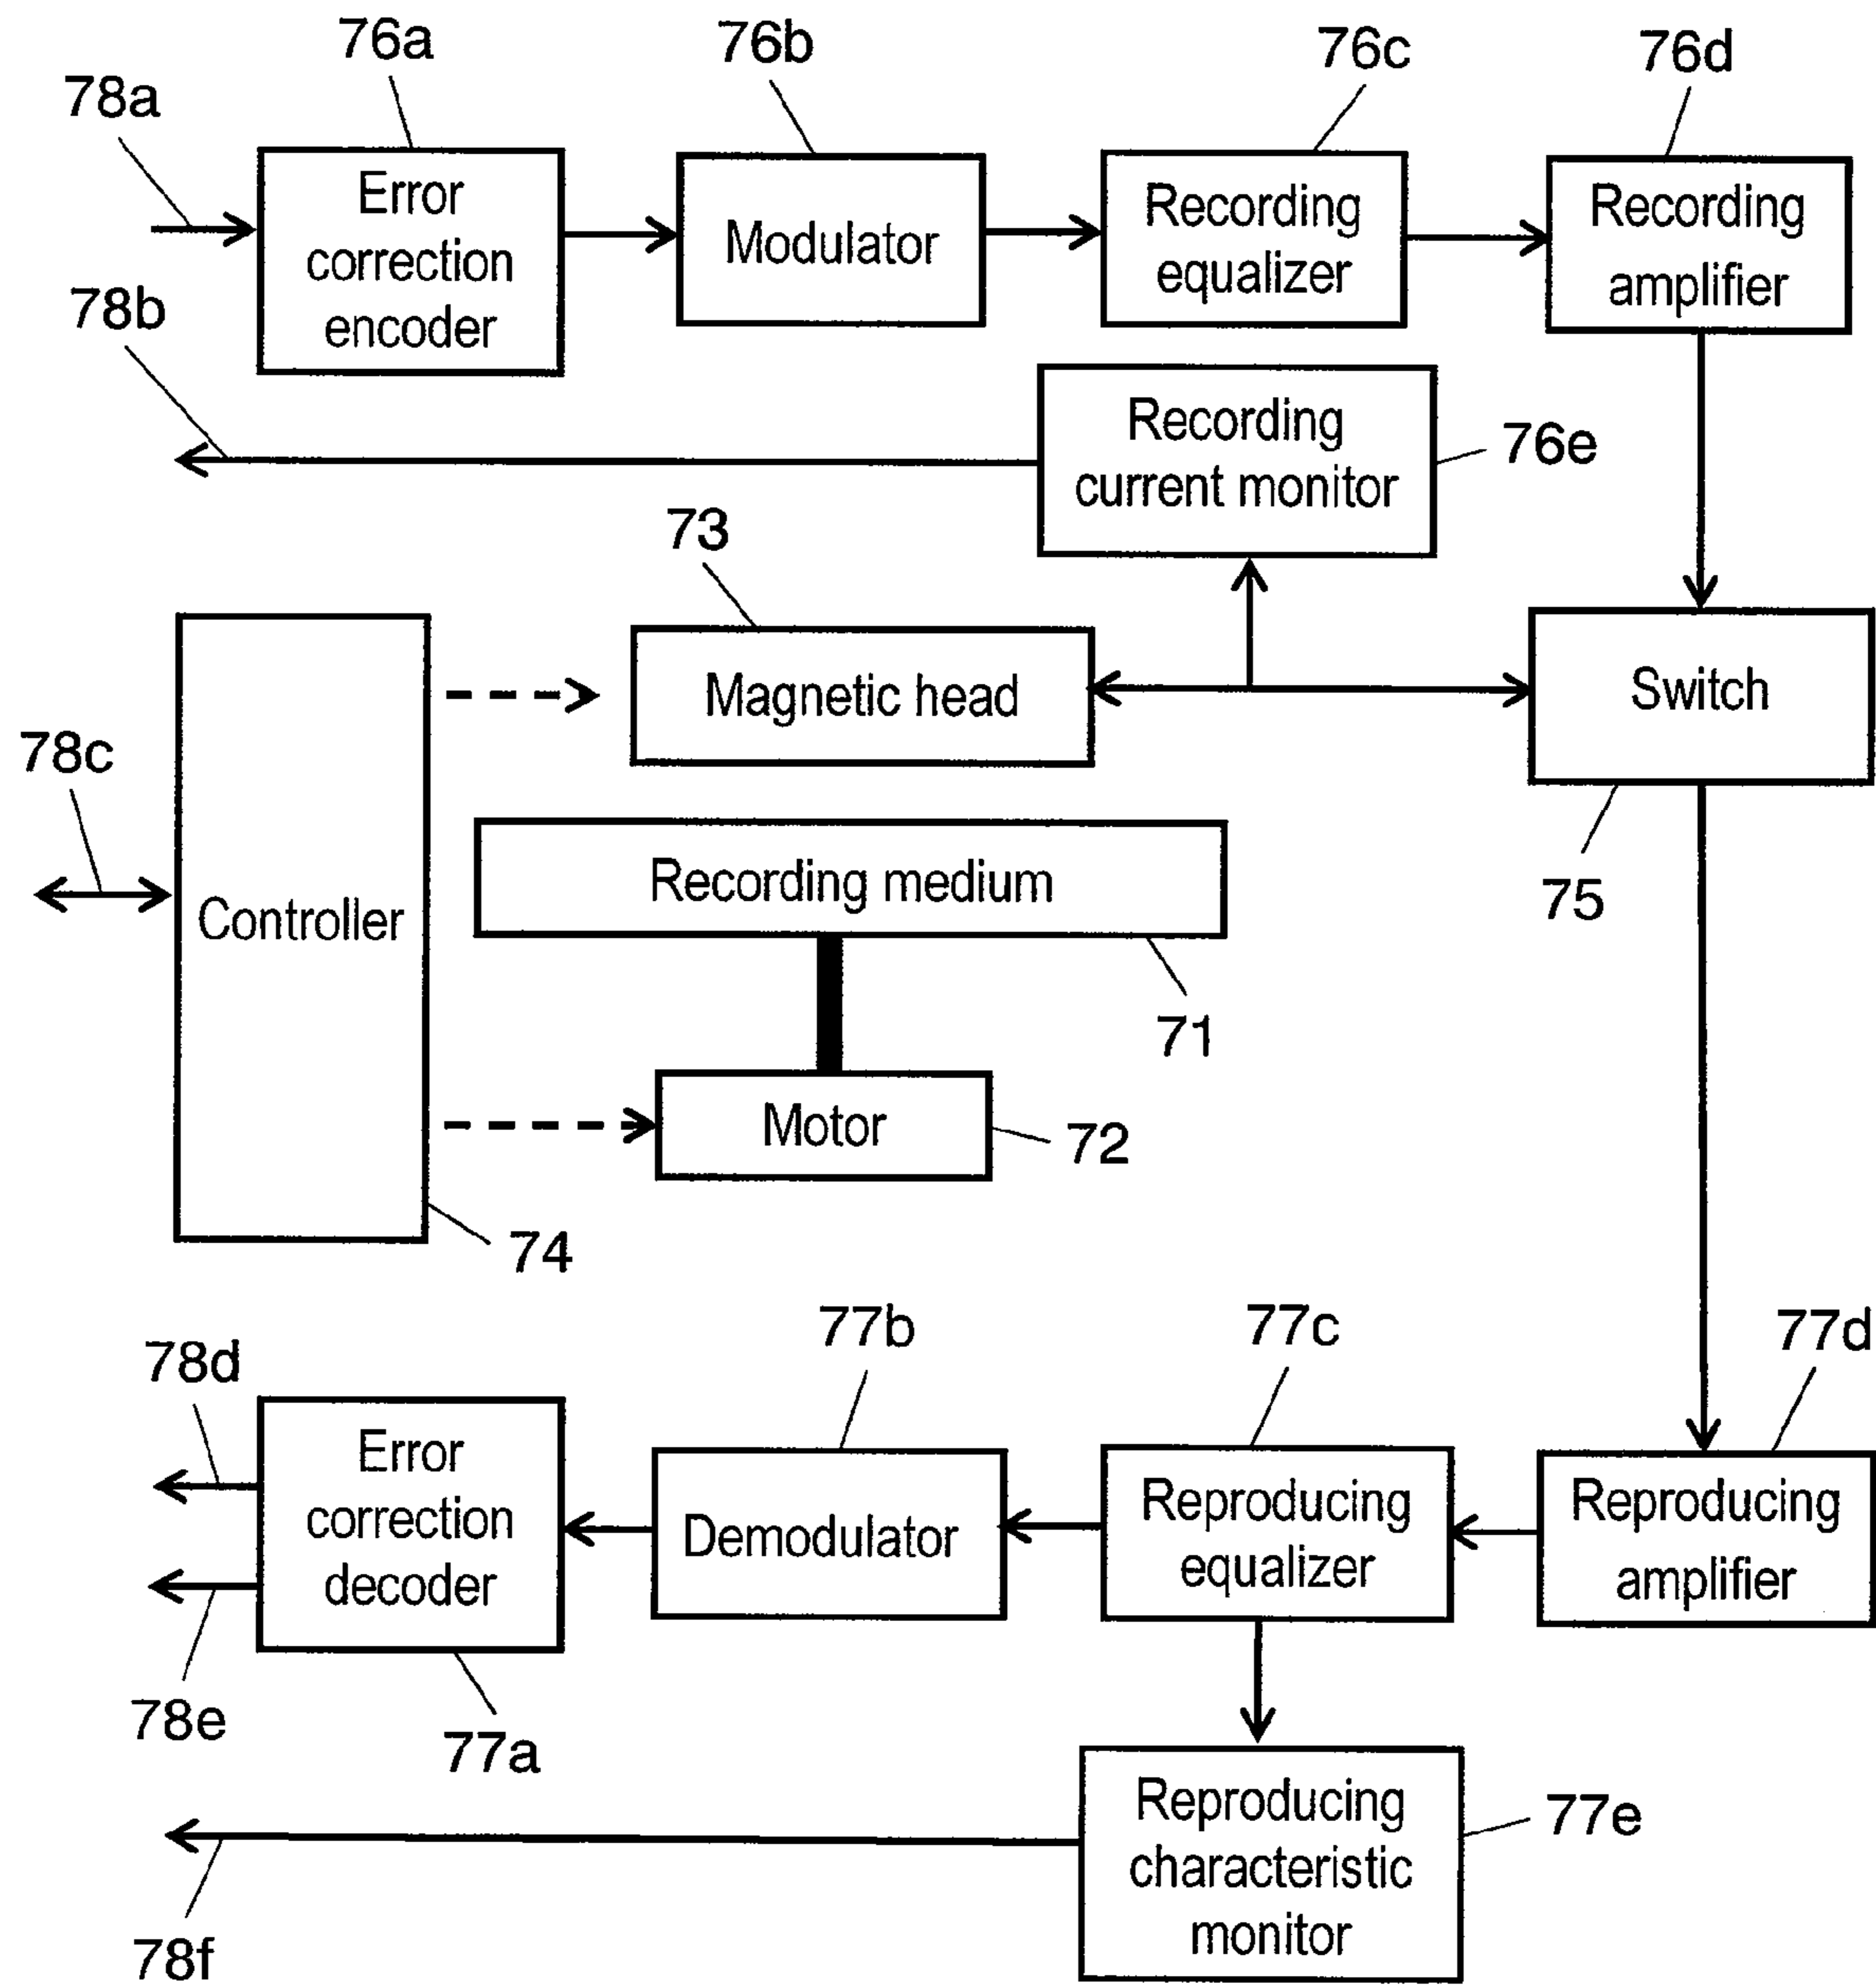 76a
76b
76c
76d
78a
Error
correction
encoder
Modulator
Recording
equalizer
Recording
amplifier
78b
Recording
current monitor
76e
73
Magnetic head
Switch
75
78c
Controller
Recording medium
71
Motor
72
74
77b
77c
77d
78d
Error
correction
decoder
Demodulator
Reproducing
equalizer
Reproducing
amplifier
78e
77a
Reproducing
characteristic
monitor
77e
78f